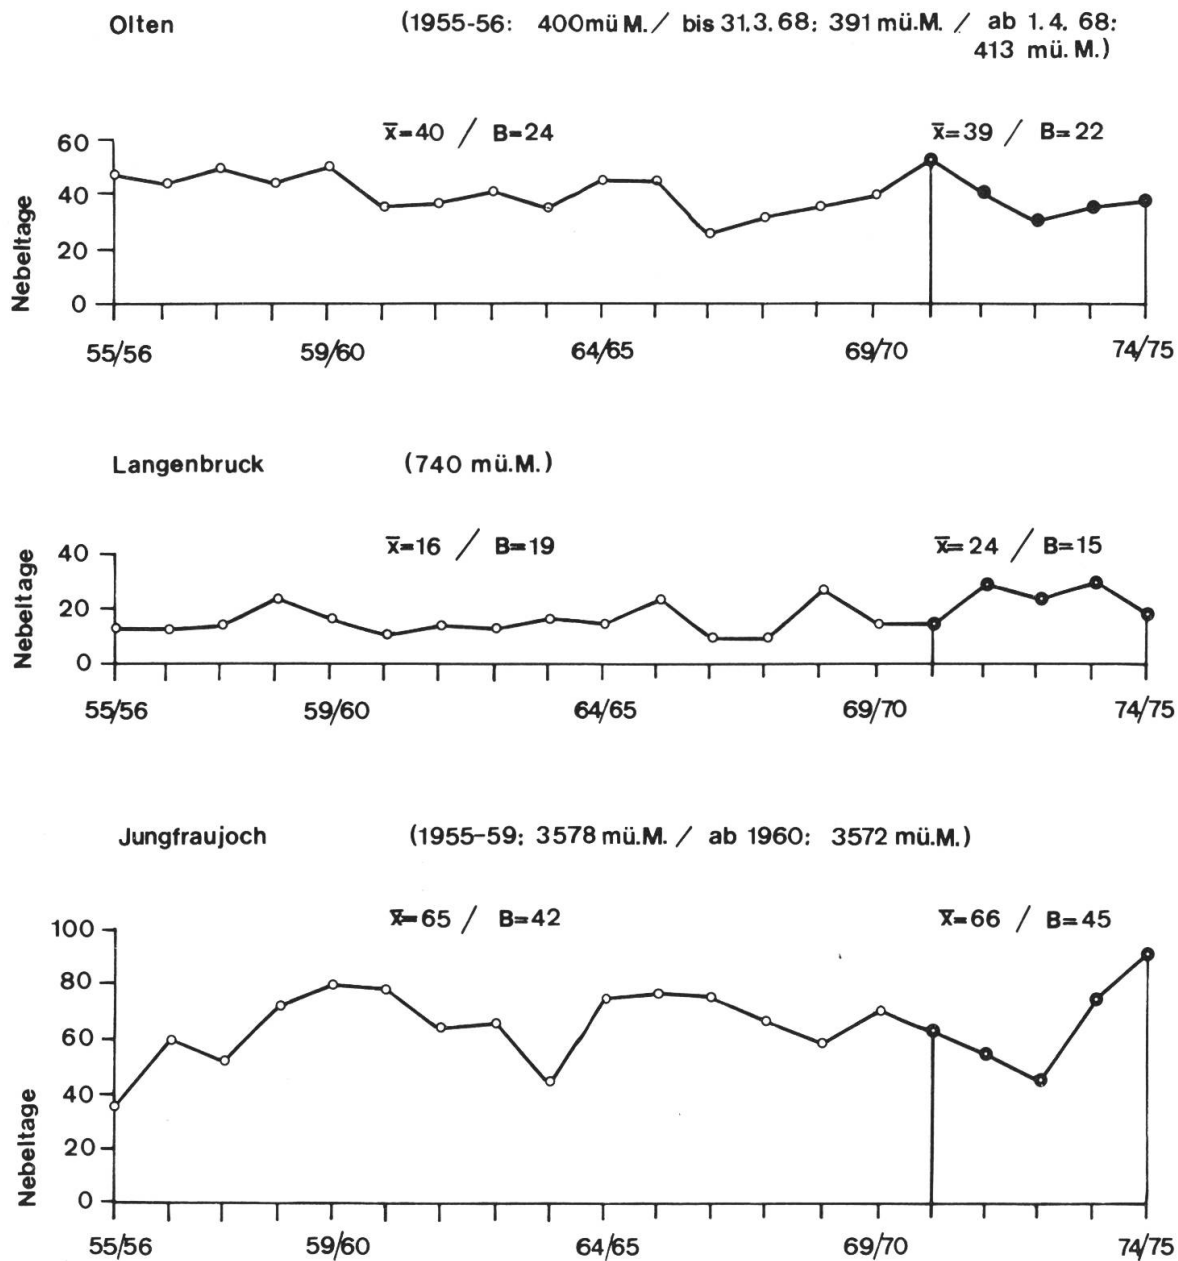 Olten (1955-56: 400mü M. / bis 31.3.68: 391 mü.M. / ab 1.4. 68:
413 mü. M.)
x̄=40 / B=24 x̄=39 / B=22
60
40
20
0
Nebeltage
55/56 59/60 64/65 69/70 74/75
Langenbruck (740 mü.M.)
x̄=16 / B=19 x̄=24 / B=15
40
20
0
Nebeltage
55/56 59/60 64/65 69/70 74/75
Jungfraujoch (1955-59: 3578 mü.M. / ab 1960: 3572 mü.M.)
x̄=65 / B=42 x̄=66 / B=45
100
80
60
40
20
0
Nebeltage
55/56 59/60 64/65 69/70 74/75